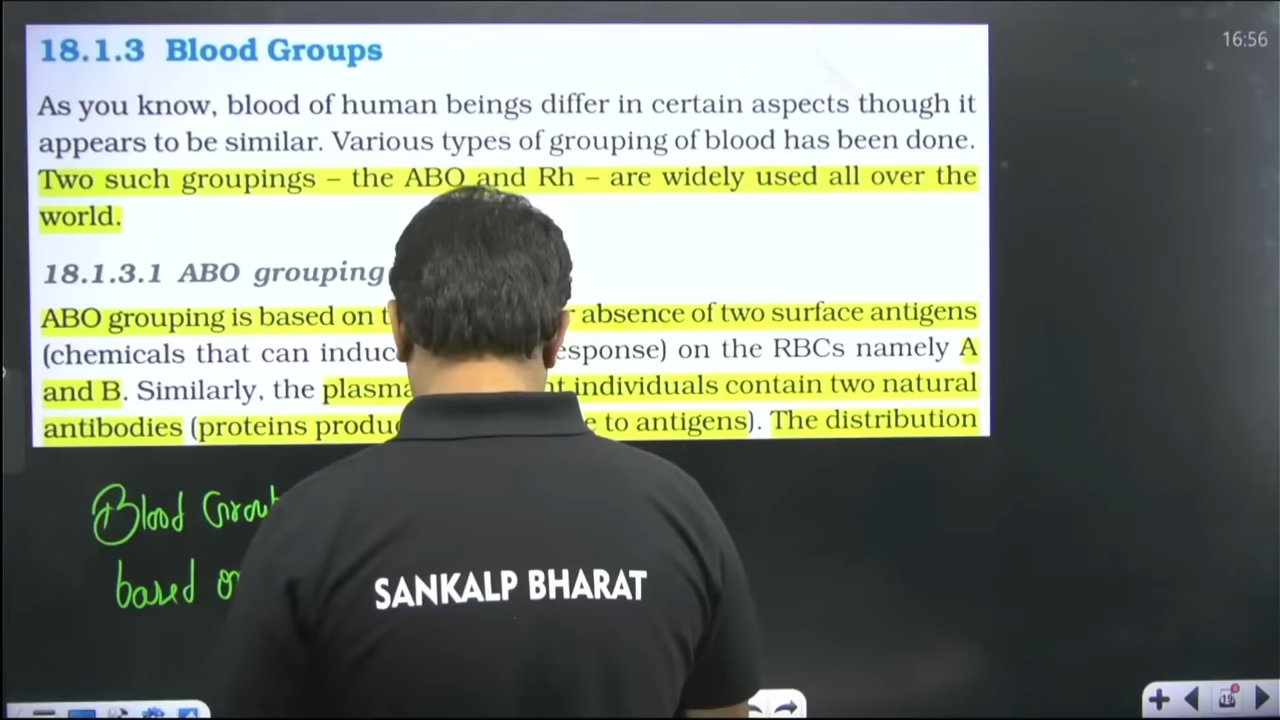 16:56
18.1.3 Blood Groups
As you know, blood of human beings differ in certain aspects though it
appears to be similar. Various types of grouping of blood has been done.
Two such groupings – the ABO and Rh – are widely used all over the
world.
18.1.3.1 ABO grouping
ABO grouping is based on absence of two surface antigens
(chemicals that can response) on the RBCs namely A
and B. Similarly, the plasma individuals contain two natural
antibodies (proteins to antigens). The distribution
Blood
based
SANKALP BHARAT
19